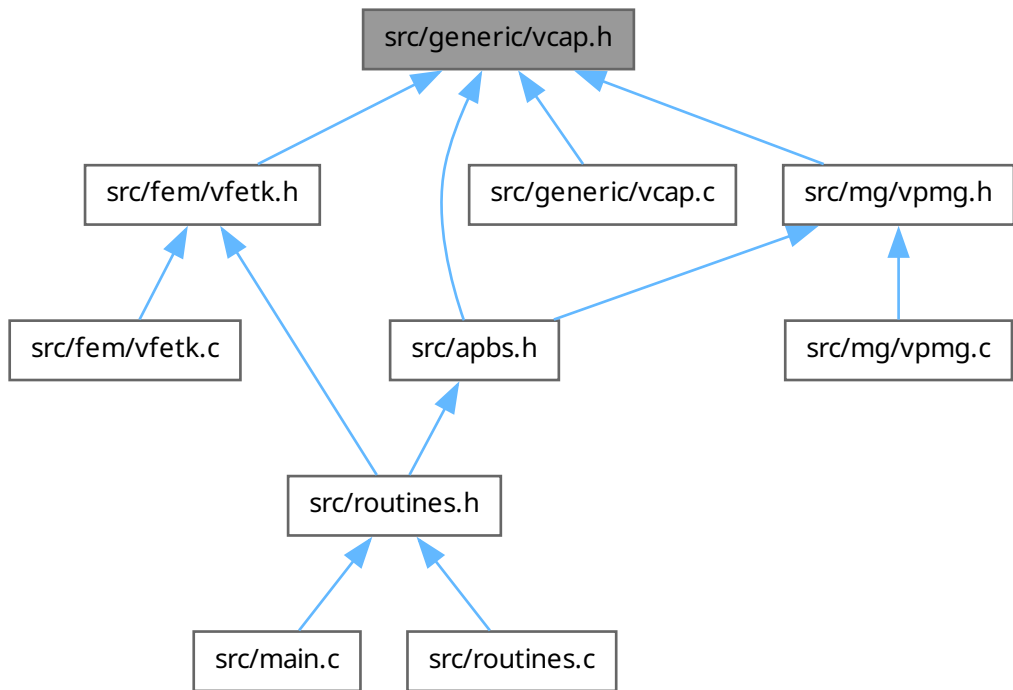 src/generic/vcap.h
src/fem/vfetk.h
src/generic/vcap.c
src/mg/vpmg.h
src/fem/vfetk.c
src/apbs.h
src/mg/vpmg.c
src/routines.h
src/main.c
src/routines.c